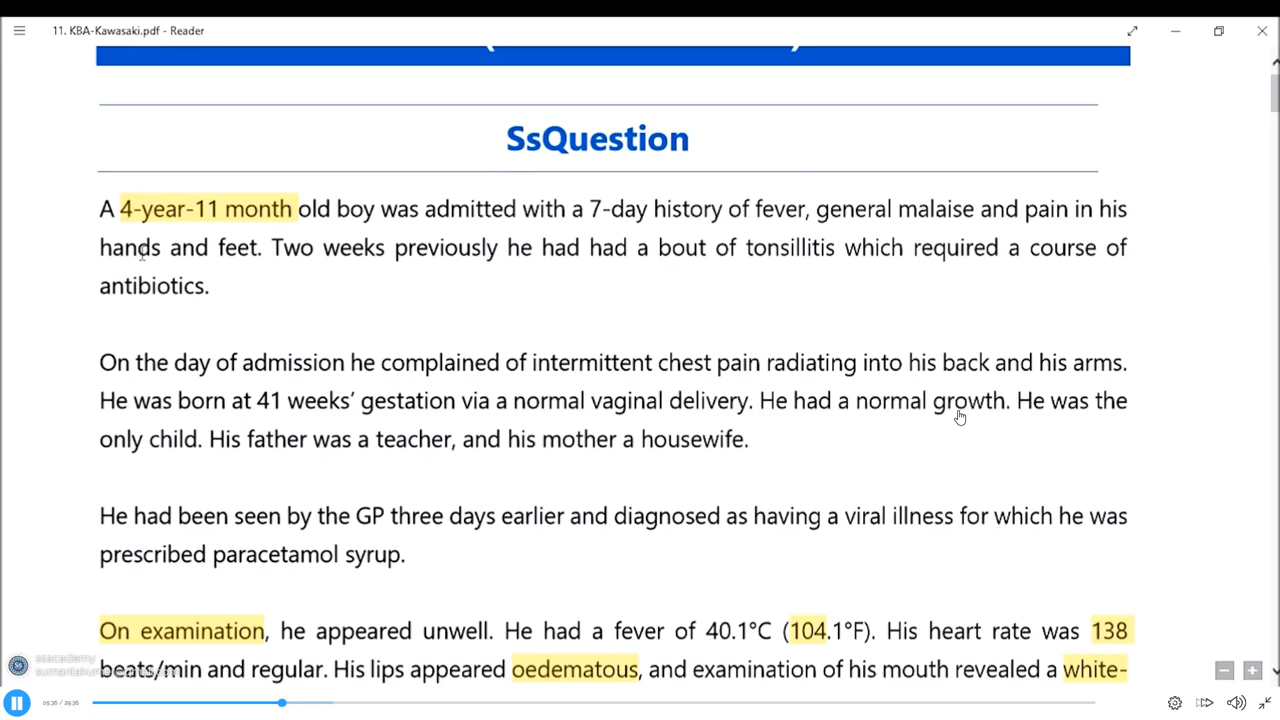 11. KBA-Kawasaki.pdf - Reader
SsQuestion
A 4-year-11 month old boy was admitted with a 7-day history of fever, general malaise and pain in his
hands and feet. Two weeks previously he had had a bout of tonsillitis which required a course of
antibiotics.
On the day of admission he complained of intermittent chest pain radiating into his back and his arms.
He was born at 41 weeks’ gestation via a normal vaginal delivery. He had a normal growth. He was the
only child. His father was a teacher, and his mother a housewife.
He had been seen by the GP three days earlier and diagnosed as having a viral illness for which he was
prescribed paracetamol syrup.
On examination, he appeared unwell. He had a fever of 40.1°C (104.1°F). His heart rate was 138
beats/min and regular. His lips appeared oedematous, and examination of his mouth revealed a white-
ssacademy
05:36 / 29:36